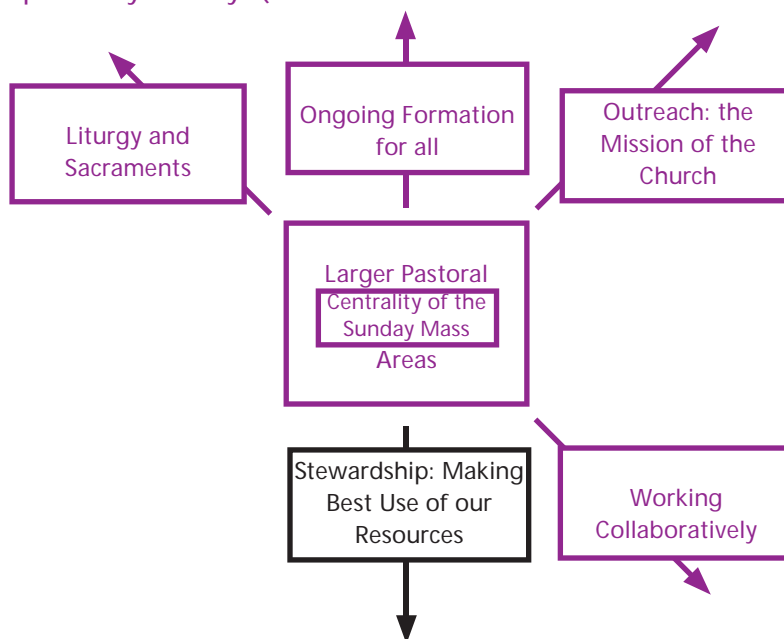 Liturgy and
Sacraments
Ongoing Formation
for all
Outreach: the
Mission of the
Church
Larger Pastoral
Centrality of the
Sunday Mass
Areas
Stewardship: Making
Best Use of our
Resources
Working
Collaboratively